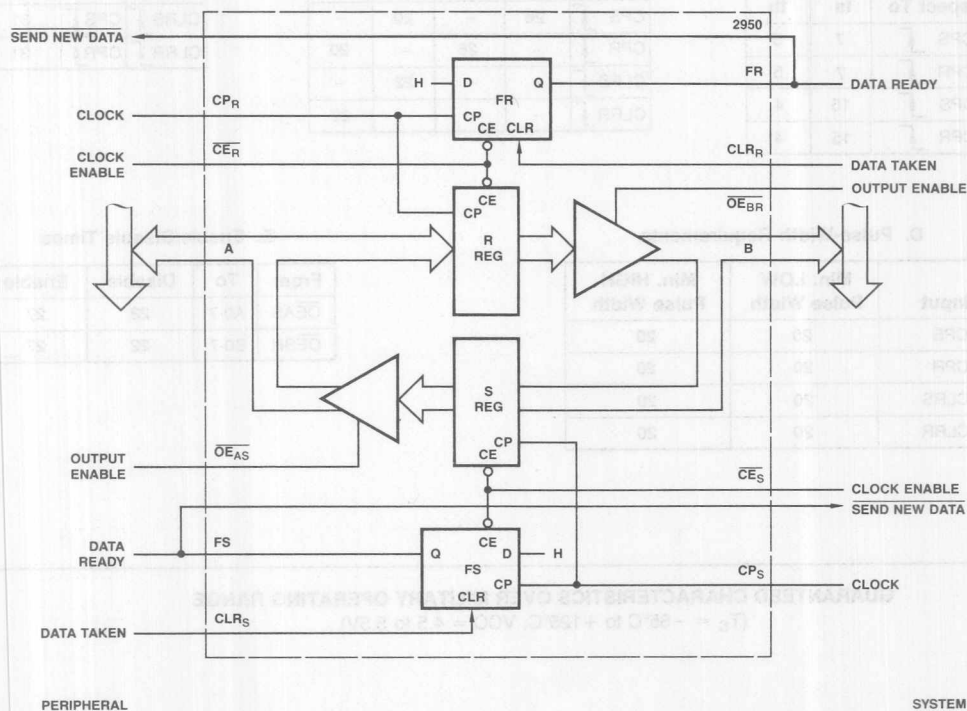 SEND NEW DATA
2950
H
D
Q
FR
DATA READY
FR
CLOCK
CP_R
CP
CE
CLR
CLOCK ENABLE
CE_R
CLR_R
DATA TAKEN
OUTPUT ENABLE
CE
OE_BR
CP
A
R REG
B
S REG
CP
OUTPUT ENABLE
OE_AS
CE
CE_S
CLOCK ENABLE
SEND NEW DATA
CE
DATA READY
FS
Q
D
H
FS
CP
CP_S
CLOCK
CLR
CLR_S
DATA TAKEN
PERIPHERAL
SYSTEM